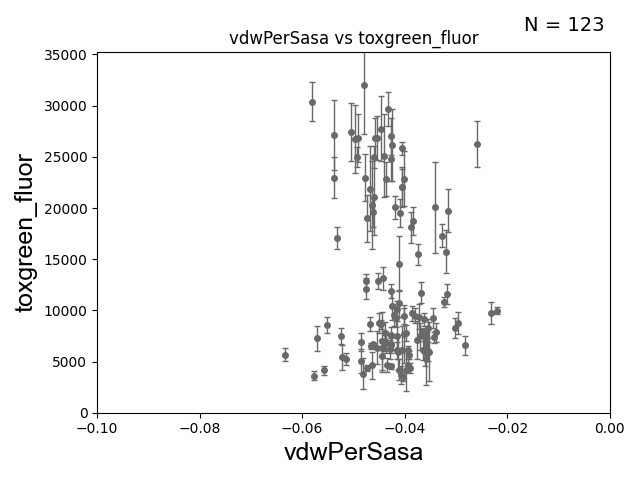 N = 123
vdwPerSasa vs toxgreen_fluor
toxgreen_fluor
35000
30000
25000
20000
15000
10000
5000
0
−0.10 −0.08 −0.06 −0.04 −0.02 0.00
vdwPerSasa